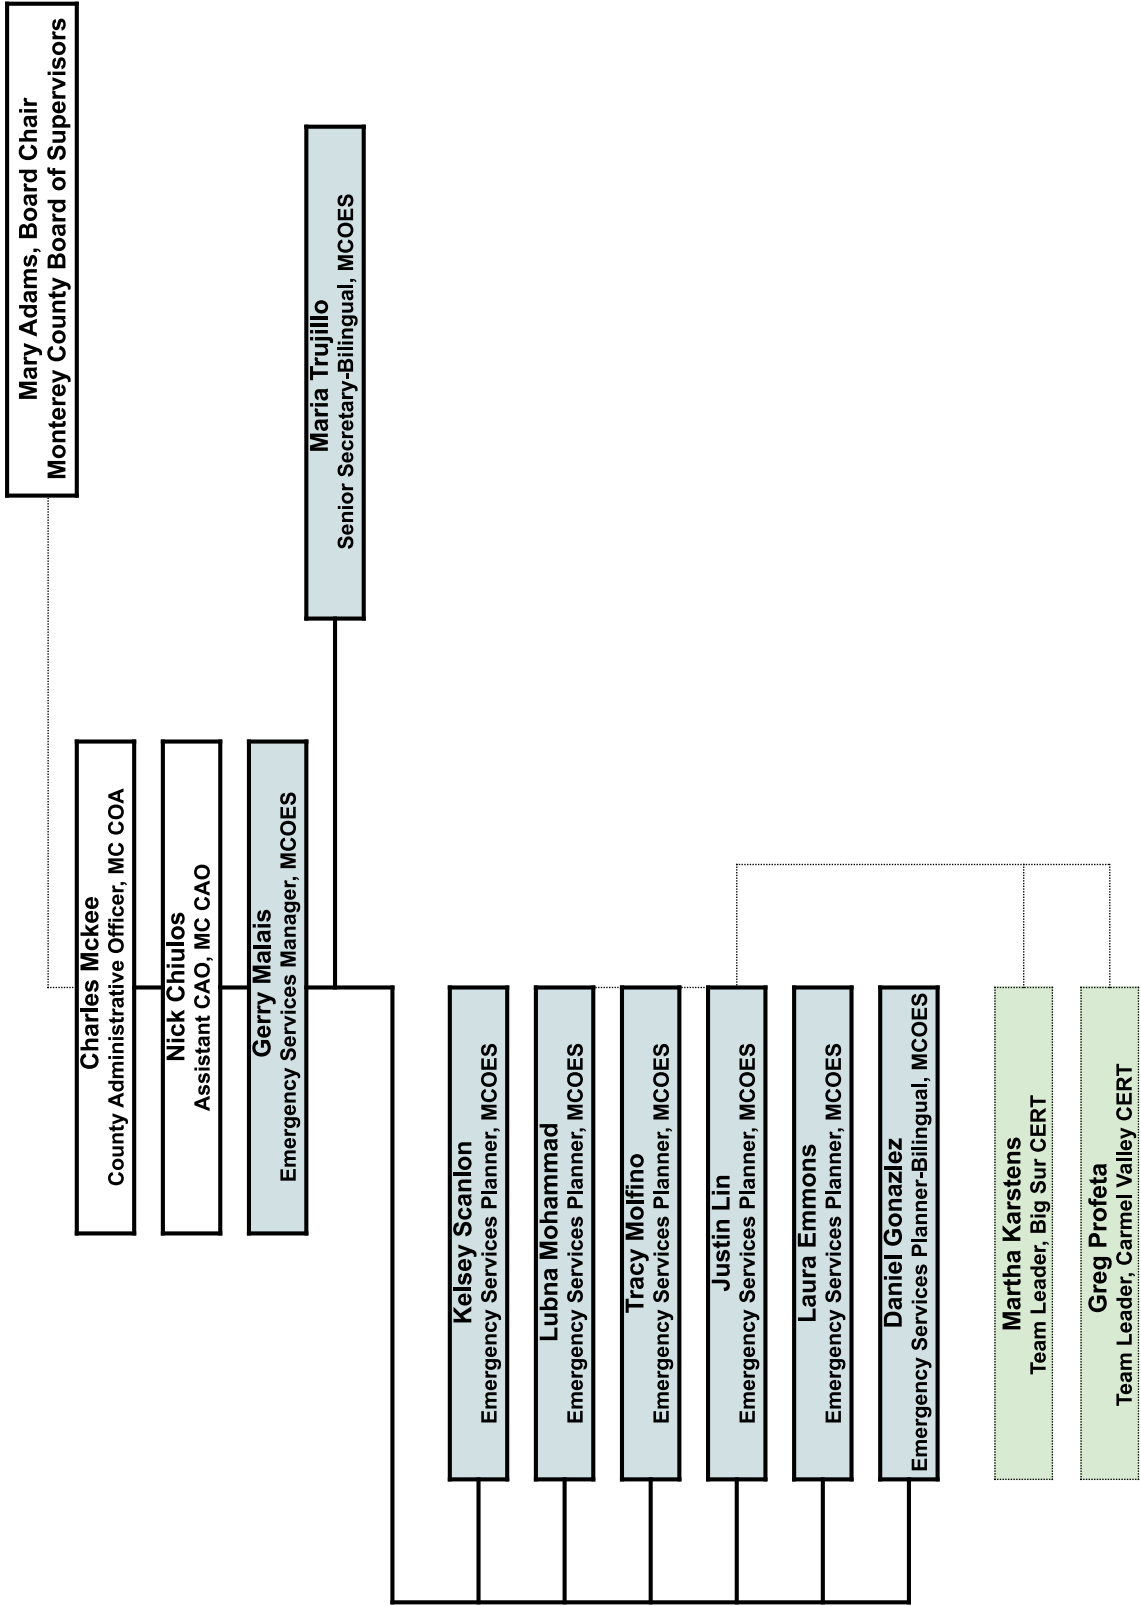 Mary Adams, Board Chair
Monterey County Board of Supervisors
Charles Mckee
County Administrative Officer, MC COA
Nick Chiulos
Assistant CAO, MC CAO
Gerry Malais
Emergency Services Manager, MCOES
Maria Trujillo
Senior Secretary-Bilingual, MCOES
Kelsey Scanlon
Emergency Services Planner, MCOES
Lubna Mohammad
Emergency Services Planner, MCOES
Tracy Molfino
Emergency Services Planner, MCOES
Justin Lin
Emergency Services Planner, MCOES
Laura Emmons
Emergency Services Planner, MCOES
Daniel Gonazlez
Emergency Services Planner-Bilingual, MCOES
Martha Karstens
Team Leader, Big Sur CERT
Greg Profeta
Team Leader, Carmel Valley CERT